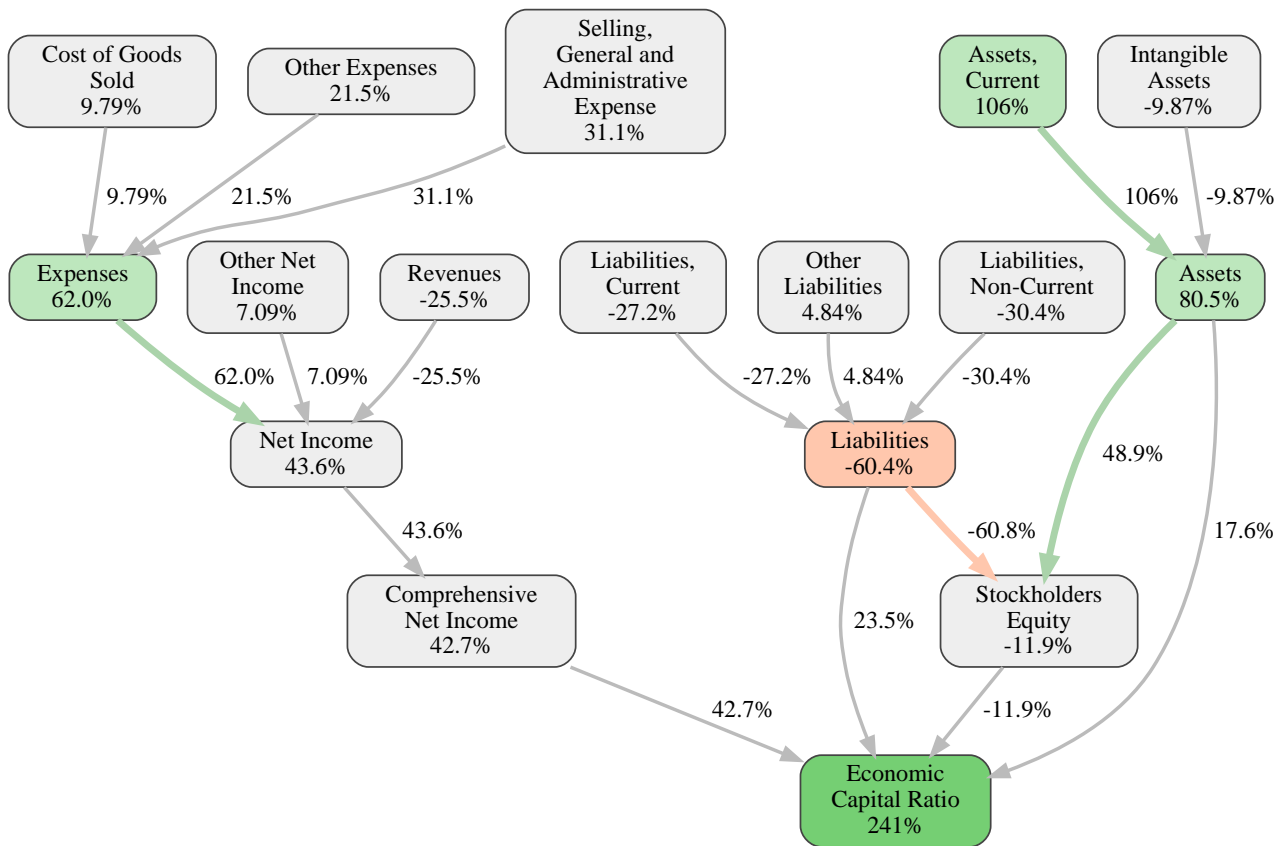 Cost of Goods
Sold
9.79%
Other Expenses
21.5%
Selling,
General and
Administrative
Expense
31.1%
Assets,
Current
106%
Intangible
Assets
-9.87%
9.79%
21.5%
31.1%
106%
-9.87%
Expenses
62.0%
Other Net
Income
7.09%
Revenues
-25.5%
Liabilities,
Current
-27.2%
Other
Liabilities
4.84%
Liabilities,
Non-Current
-30.4%
Assets
80.5%
62.0%
7.09%
-25.5%
-27.2%
4.84%
-30.4%
Net Income
43.6%
Liabilities
-60.4%
48.9%
43.6%
-60.8%
17.6%
Comprehensive
Net Income
42.7%
23.5%
Stockholders
Equity
-11.9%
42.7%
-11.9%
Economic
Capital Ratio
241%